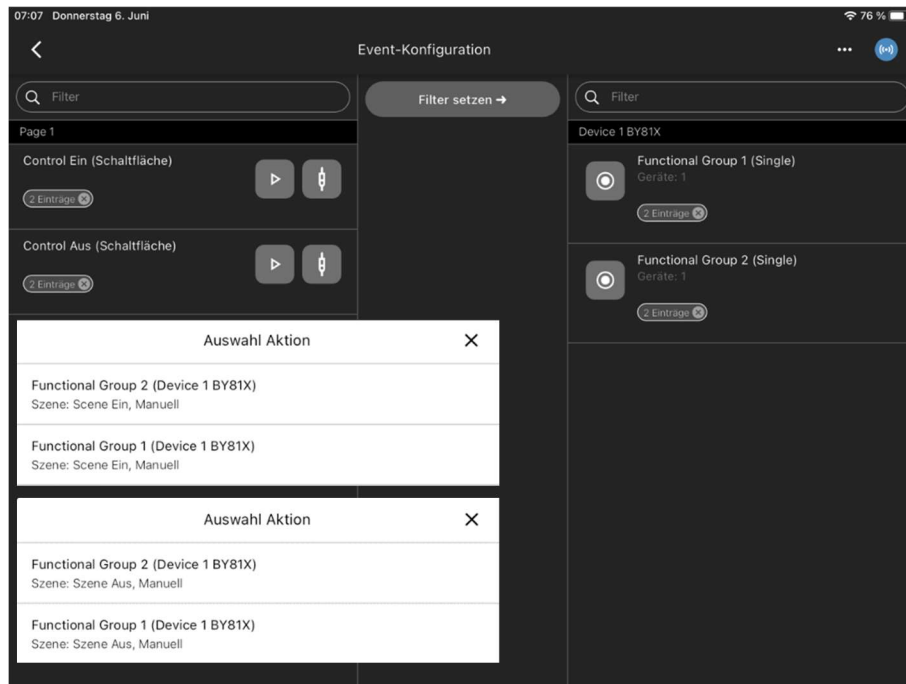 07:07 Donnerstag 6. Juni
76 %
Event-Konfiguration
Filter
Page 1
Control Ein (Schaltfläche)
2 Einträge
Control Aus (Schaltfläche)
2 Einträge
Filter setzen →
Filter
Device 1 BY81X
Functional Group 1 (Single)
Geräte: 1
2 Einträge
Functional Group 2 (Single)
Geräte: 1
2 Einträge
Auswahl Aktion
Functional Group 2 (Device 1 BY81X)
Szene: Scene Ein, Manuell
Functional Group 1 (Device 1 BY81X)
Szene: Scene Ein, Manuell
Auswahl Aktion
Functional Group 2 (Device 1 BY81X)
Szene: Szene Aus, Manuell
Functional Group 1 (Device 1 BY81X)
Szene: Szene Aus, Manuell